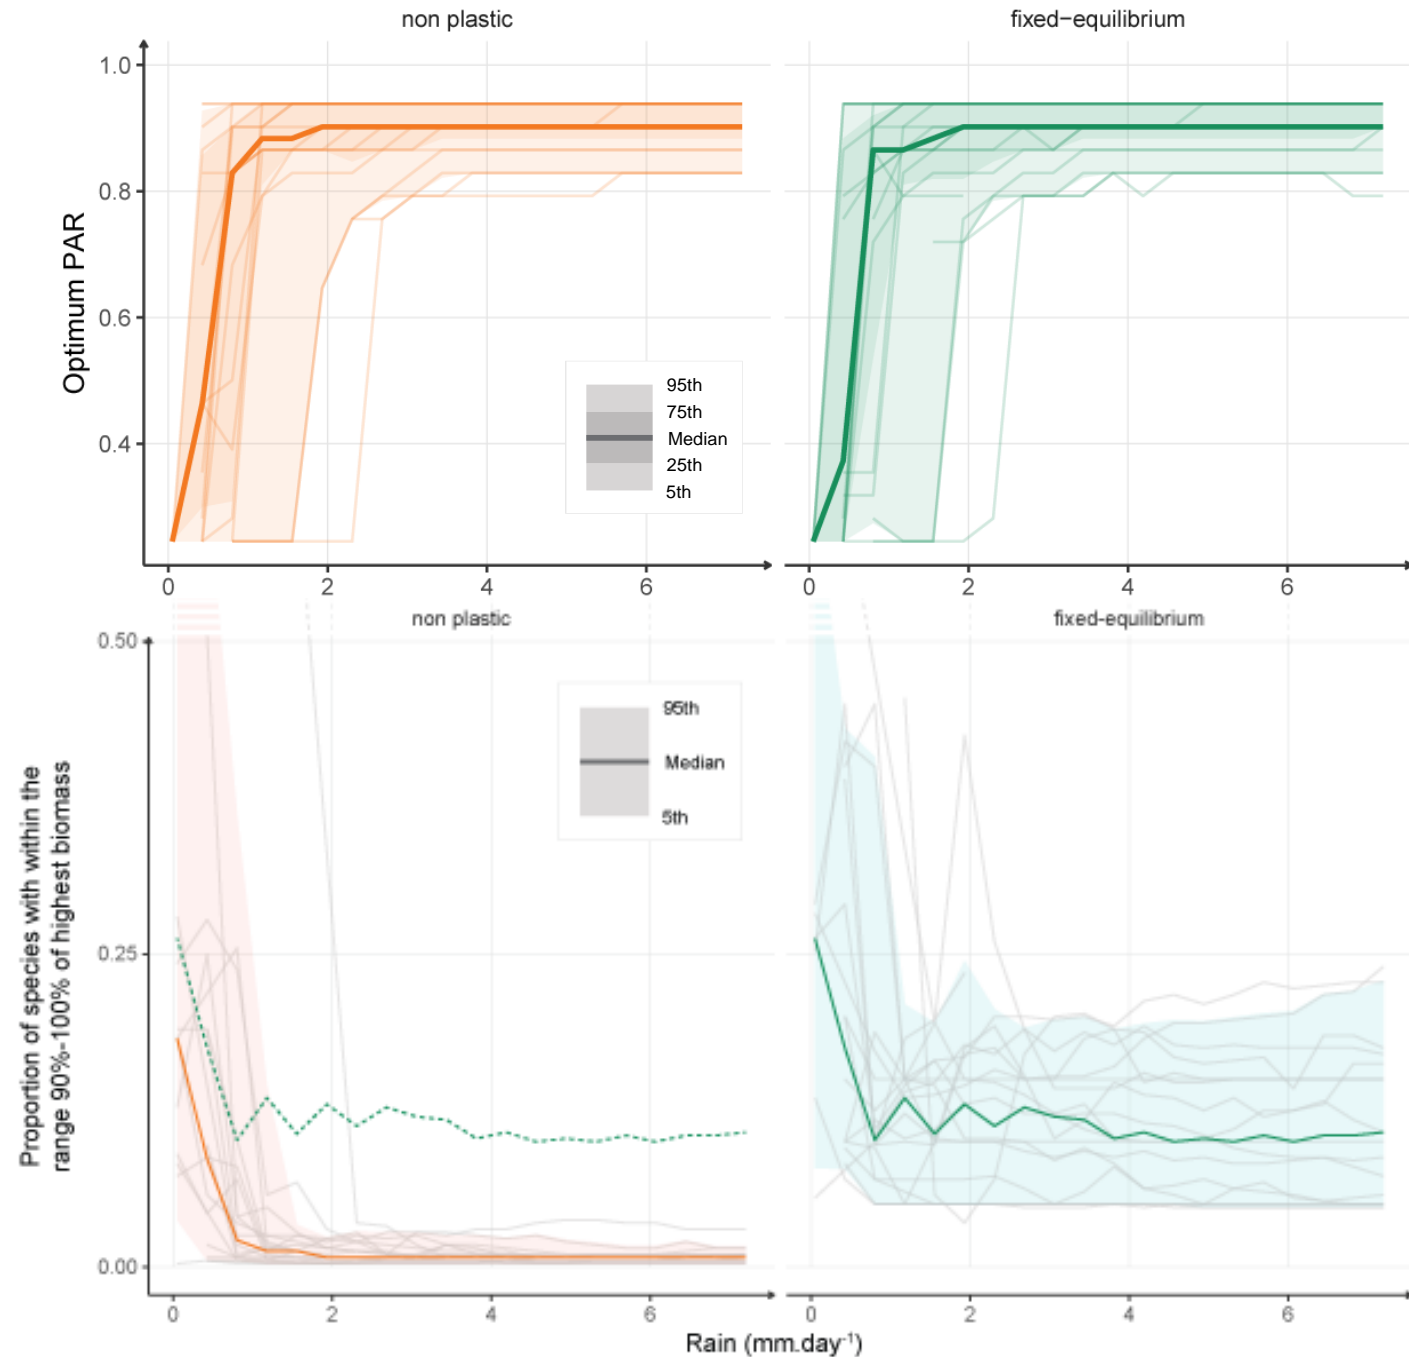 non plastic
fixed−equilibrium
Optimum PAR
1.0
0.8
0.6
0.4
95th
75th
Median
25th
5th
0
2
4
6
0
2
4
6
non plastic
fixed-equilibrium
Proportion of species with within the
range 90%-100% of highest biomass
0.50
0.25
0.00
95th
Median
5th
0
2
4
6
0
2
4
6
Rain (mm.day⁻¹)